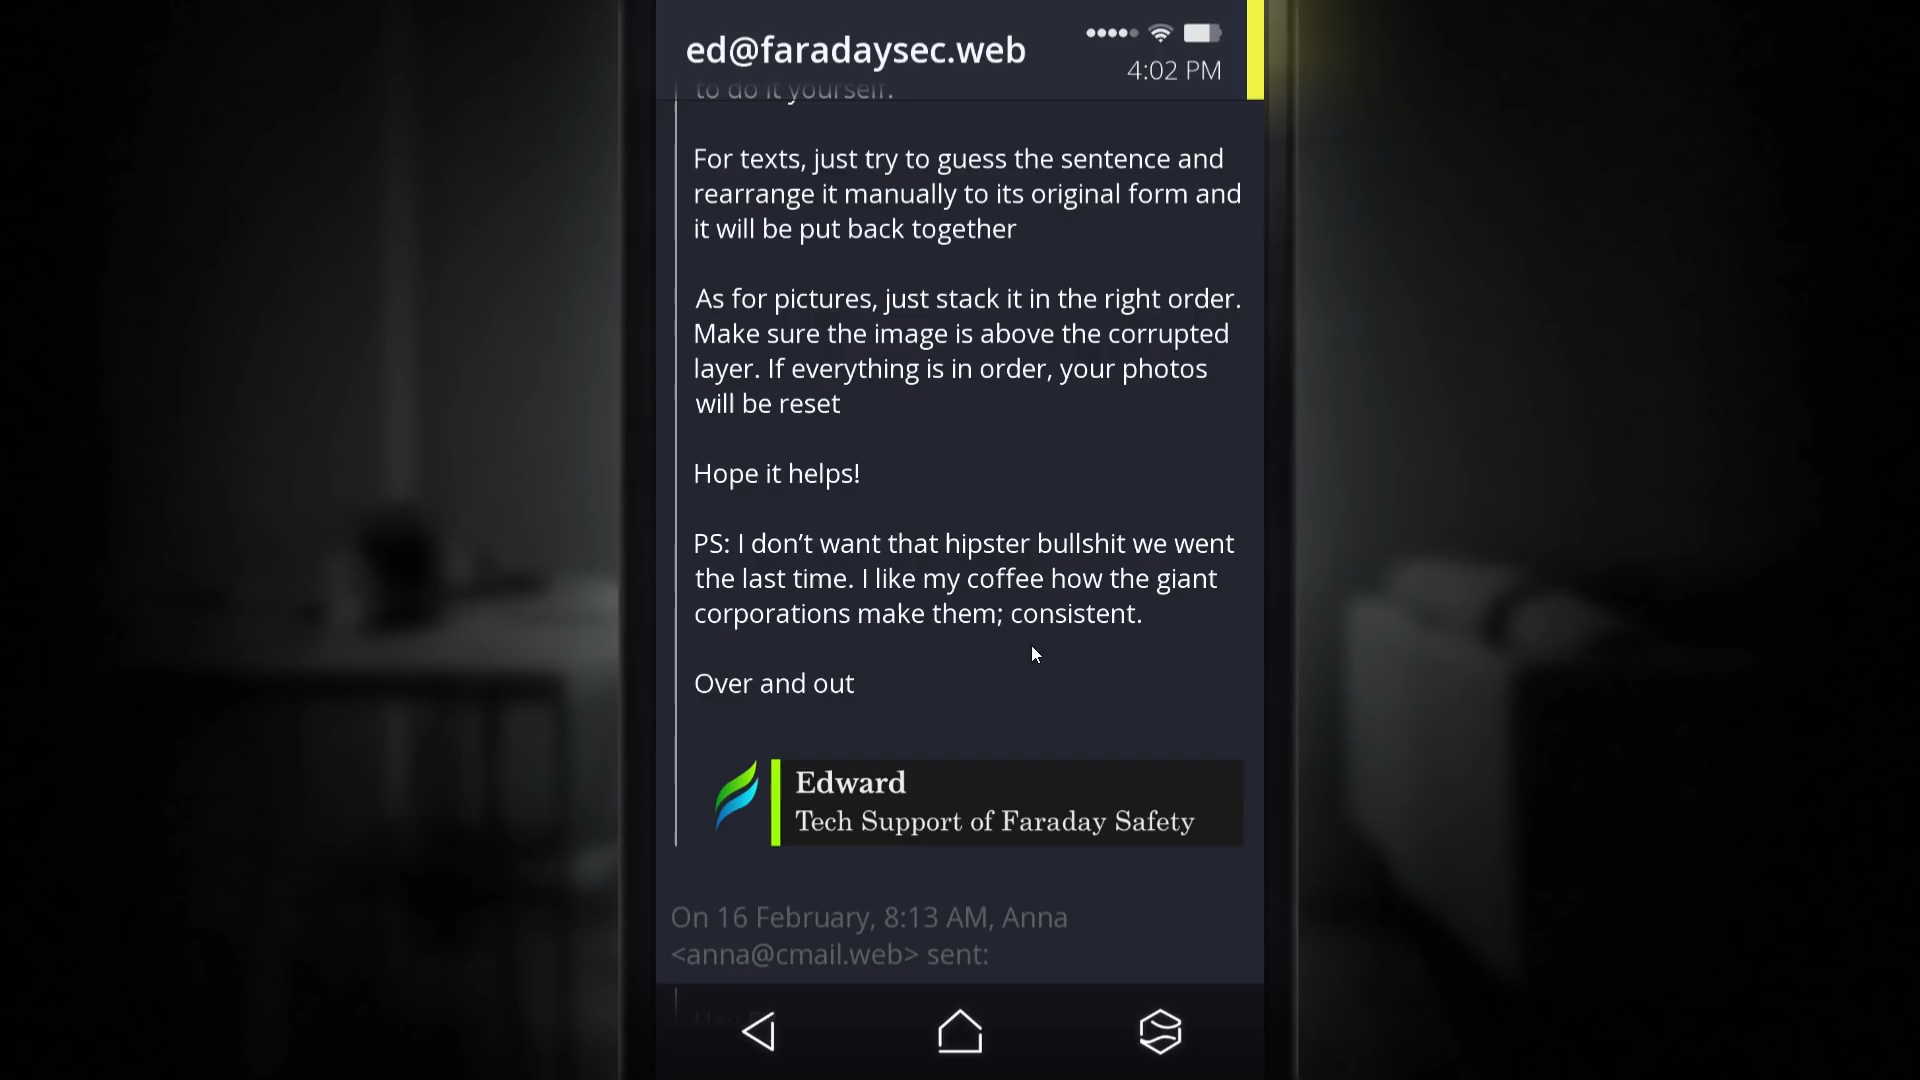 ed@faradaysec.web
4:02 PM
to do it yourself.
For texts, just try to guess the sentence and
rearrange it manually to its original form and
it will be put back together
As for pictures, just stack it in the right order.
Make sure the image is above the corrupted
layer. If everything is in order, your photos
will be reset
Hope it helps!
PS: I don’t want that hipster bullshit we went
the last time. I like my coffee how the giant
corporations make them; consistent.
Over and out
Edward
Tech Support of Faraday Safety
On 16 February, 8:13 AM, Anna
<anna@cmail.web> sent: